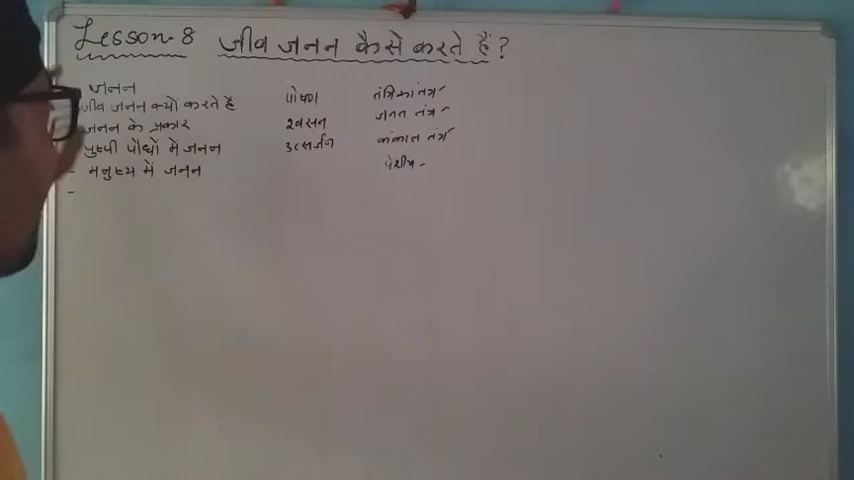 Lesson-8 जीव जनन कैसे करते हैं ?
जनन
जीव जनन क्यो करते है
जनन के प्रकार
पुष्पी पौधों में जनन
- मनुष्य में जनन
-
पोषण
श्वसन
उत्सर्जन
तंत्रिका तंत्र
जनन तंत्र
कंकाल तंत्र
पेशीय -